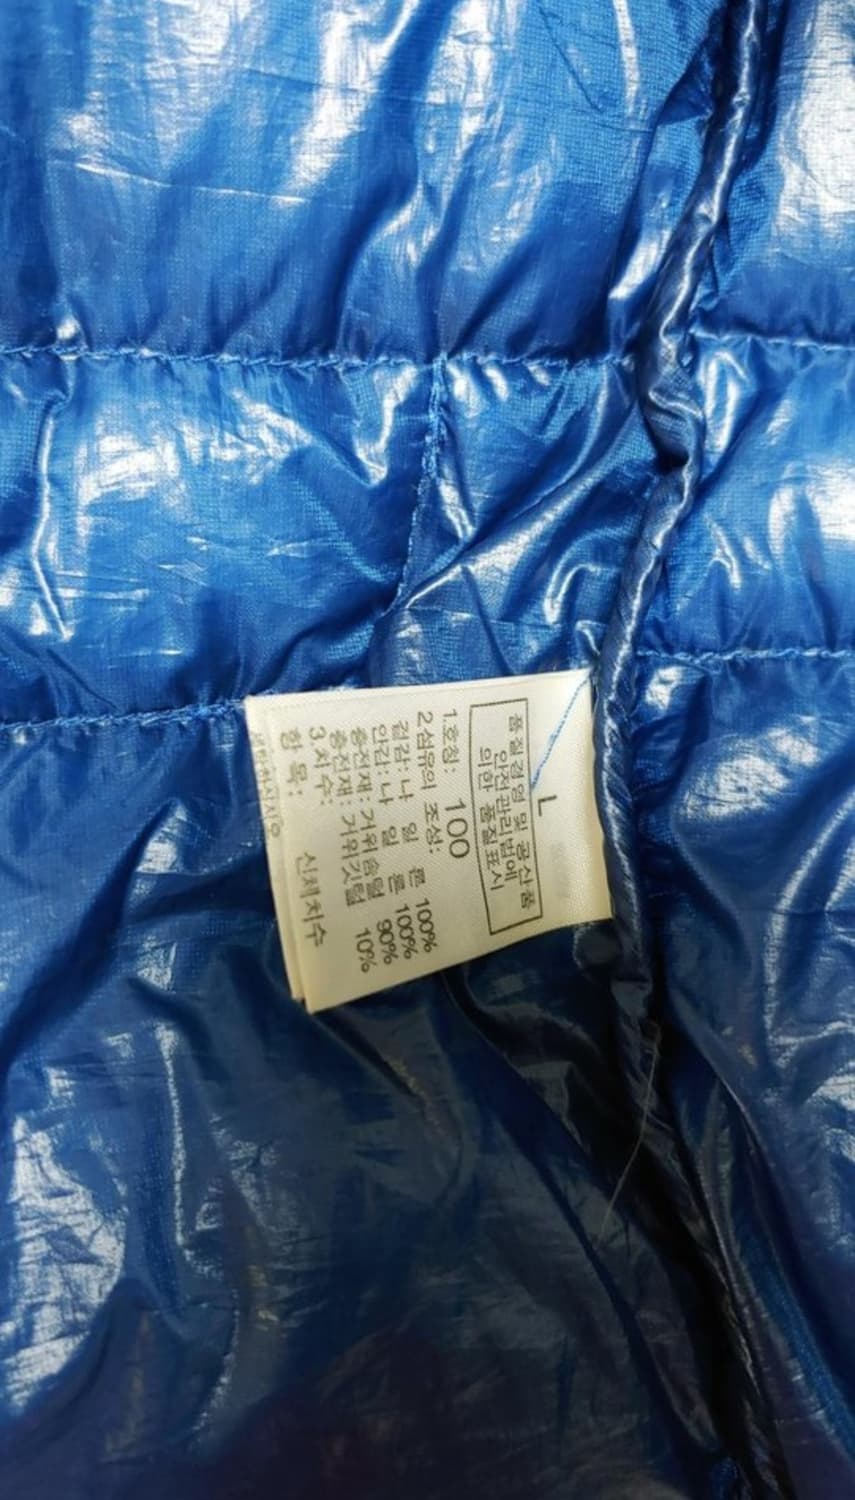 L
품질경영 및 공산품
안전관리법에
의한 품질표시
1.호칭: 100
2.섬유의 조성:
겉감: 나 일 론 100%
안감: 나 일 론 100%
충전재: 거위솜털 90%
충전재: 거위깃털 10%
3.치수:
항 목: 신체치수